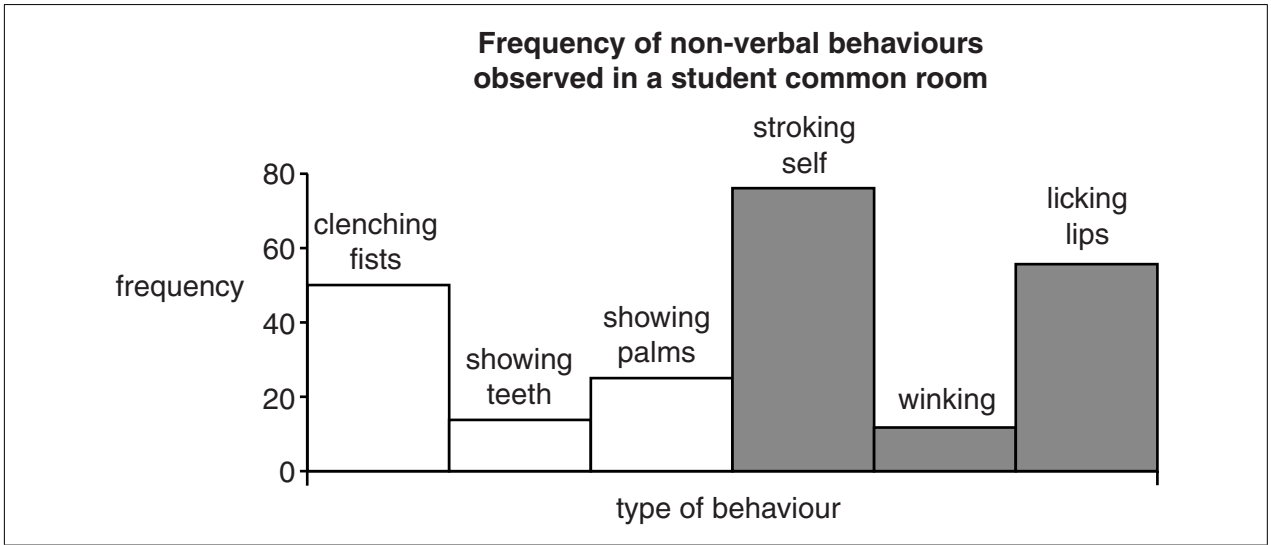 Frequency of non-verbal behaviours
observed in a student common room
stroking
self
80
clenching
fists
licking
lips
60
frequency
40
showing
palms
showing
teeth
20
winking
0
type of behaviour